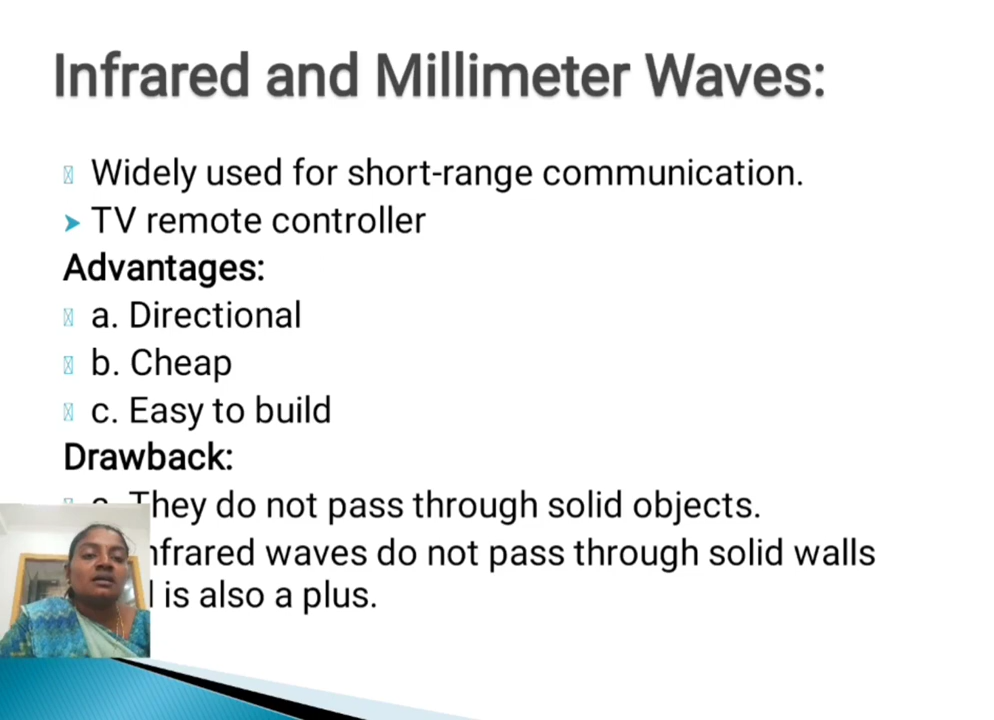 Infrared and Millimeter Waves:
Widely used for short-range communication.
TV remote controller
Advantages:
a. Directional
b. Cheap
c. Easy to build
Drawback:
They do not pass through solid objects.
nfrared waves do not pass through solid walls
is also a plus.